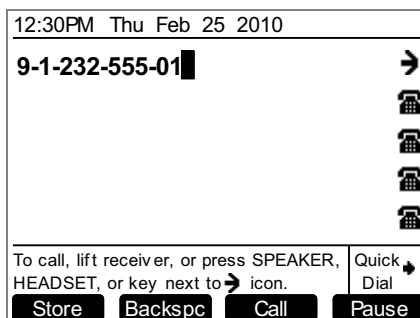 12:30PM Thu Feb 25 2010
9-1-232-555-01
To call, lift receiver, or press SPEAKER,
HEADSET, or key next to icon.
Quick
Dial
Store Backspc Call Pause